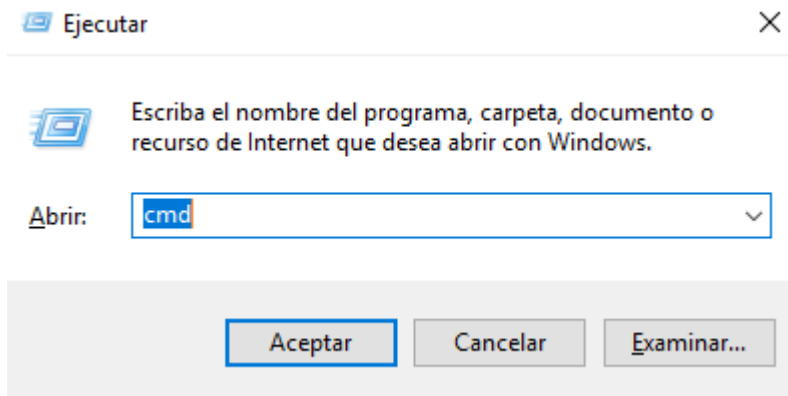 Ejecutar
Escriba el nombre del programa, carpeta, documento o
recurso de Internet que desea abrir con Windows.
Abrir: cmd
Aceptar Cancelar Examinar...